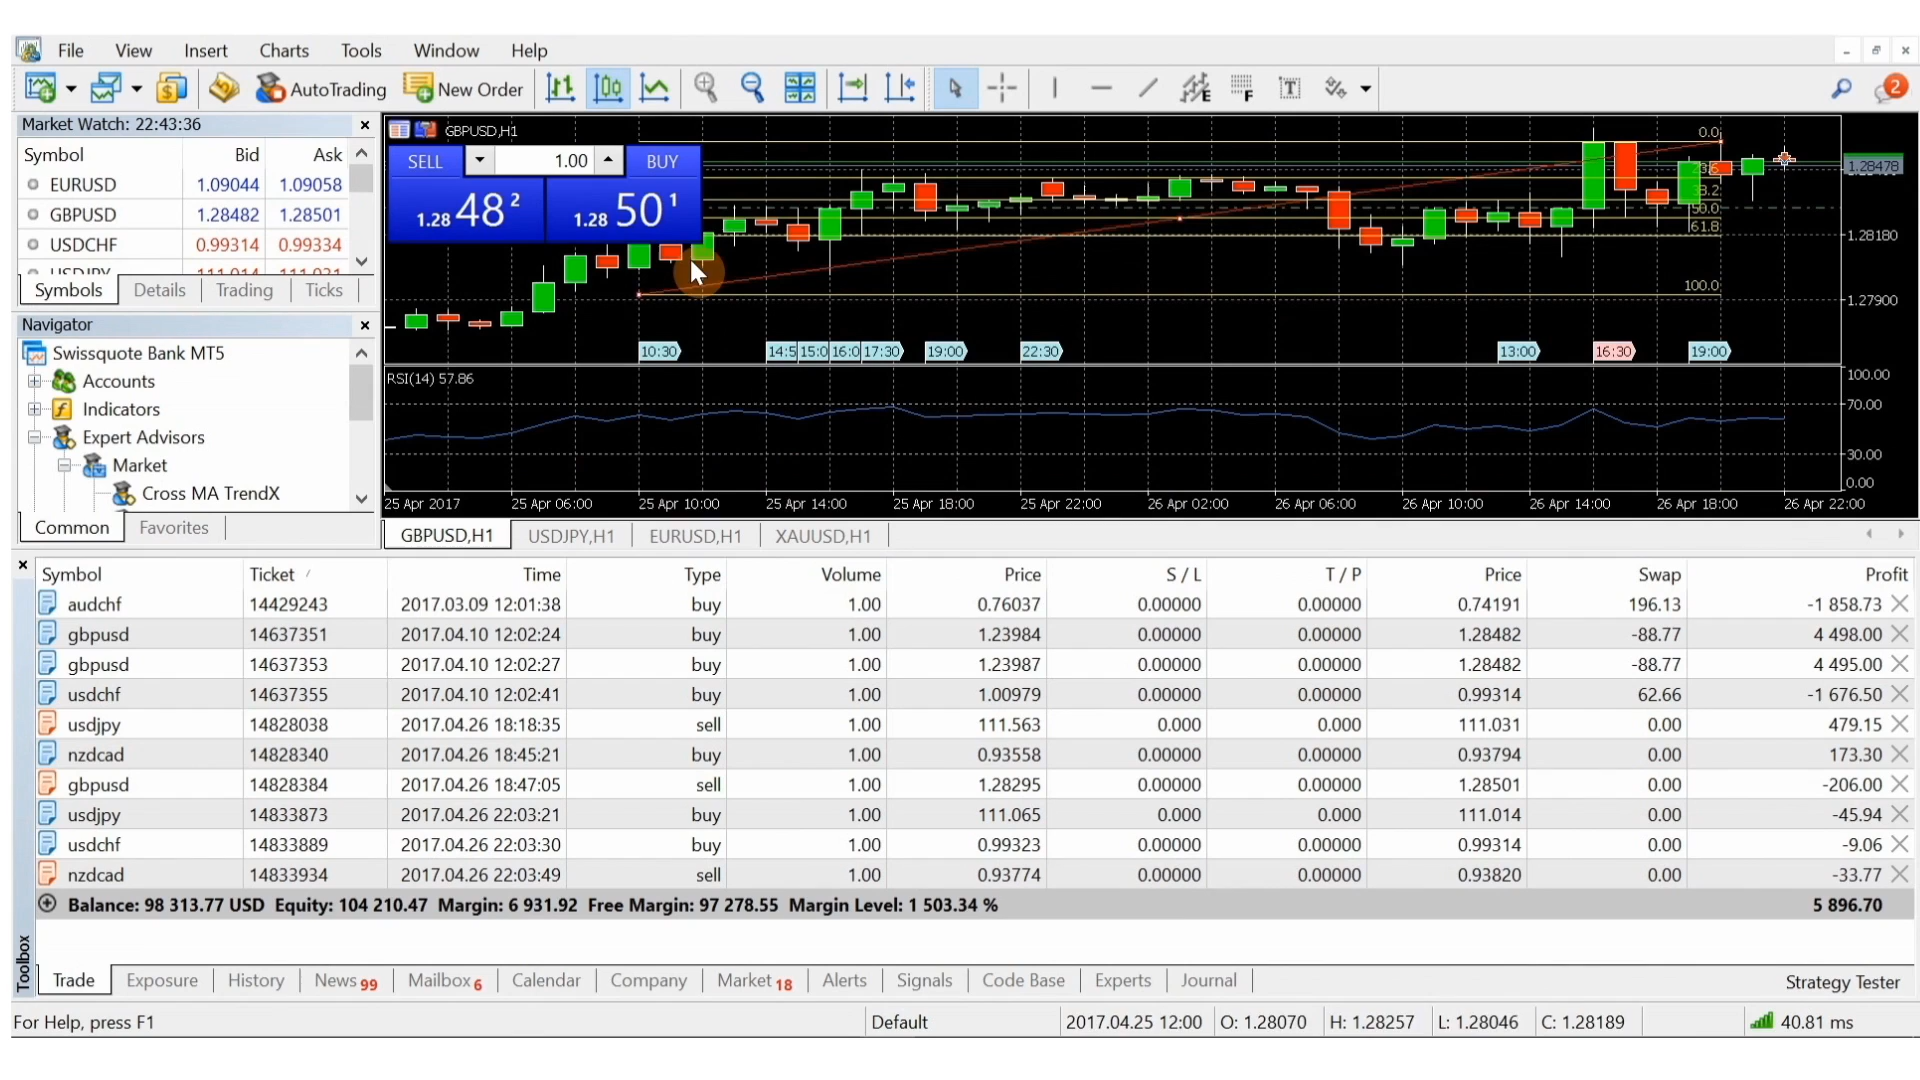 File View Insert Charts Tools Window Help
AutoTrading New Order E F T 2
Market Watch: 22:43:36
Symbol Bid Ask
EURUSD 1.09044 1.09058
GBPUSD 1.28482 1.28501
USDCHF 0.99314 0.99334
USDJPY 111.014 111.031
Symbols Details Trading Ticks
Navigator
Swissquote Bank MT5
Accounts
Indicators
Expert Advisors
Market
Cross MA TrendX
Common Favorites
GBPUSD,H1
SELL 1.00 BUY
1.28 48 2 1.28 50 1
0.0
23.6
38.2
50.0
61.8
100.0
1.28478
1.28180
1.27900
10:30 14:5 15:0 16:0 17:30 19:00 22:30 13:00 16:30 19:00
RSI(14) 57.86
100.00
70.00
30.00
0.00
25 Apr 2017 25 Apr 06:00 25 Apr 10:00 25 Apr 14:00 25 Apr 18:00 25 Apr 22:00 26 Apr 02:00 26 Apr 06:00 26 Apr 10:00 26 Apr 14:00 26 Apr 18:00 26 Apr 22:00
GBPUSD,H1 USDJPY,H1 EURUSD,H1 XAUUSD,H1
Symbol Ticket / Time Type Volume Price S / L T / P Price Swap Profit
audchf 14429243 2017.03.09 12:01:38 buy 1.00 0.76037 0.00000 0.00000 0.74191 196.13 -1 858.73
gbpusd 14637351 2017.04.10 12:02:24 buy 1.00 1.23984 0.00000 0.00000 1.28482 -88.77 4 498.00
gbpusd 14637353 2017.04.10 12:02:27 buy 1.00 1.23987 0.00000 0.00000 1.28482 -88.77 4 495.00
usdchf 14637355 2017.04.10 12:02:41 buy 1.00 1.00979 0.00000 0.00000 0.99314 62.66 -1 676.50
usdjpy 14828038 2017.04.26 18:18:35 sell 1.00 111.563 0.000 0.000 111.031 0.00 479.15
nzdcad 14828340 2017.04.26 18:45:21 buy 1.00 0.93558 0.00000 0.00000 0.93794 0.00 173.30
gbpusd 14828384 2017.04.26 18:47:05 sell 1.00 1.28295 0.00000 0.00000 1.28501 0.00 -206.00
usdjpy 14833873 2017.04.26 22:03:21 buy 1.00 111.065 0.000 0.000 111.014 0.00 -45.94
usdchf 14833889 2017.04.26 22:03:30 buy 1.00 0.99323 0.00000 0.00000 0.99314 0.00 -9.06
nzdcad 14833934 2017.04.26 22:03:49 sell 1.00 0.93774 0.00000 0.00000 0.93820 0.00 -33.77
Balance: 98 313.77 USD Equity: 104 210.47 Margin: 6 931.92 Free Margin: 97 278.55 Margin Level: 1 503.34 % 5 896.70
Toolbox
Trade Exposure History News 99 Mailbox 6 Calendar Company Market 18 Alerts Signals Code Base Experts Journal Strategy Tester
For Help, press F1 Default 2017.04.25 12:00 O: 1.28070 H: 1.28257 L: 1.28046 C: 1.28189 40.81 ms